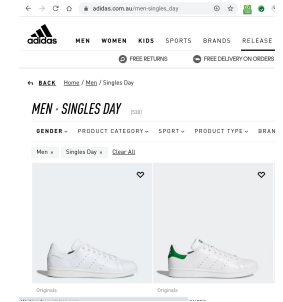 adidas.com.au/men-singles_day
adidas
MEN WOMEN KIDS SPORTS BRANDS RELEASE
FREE RETURNS FREE DELIVERY ON ORDERS
BACK Home / Men / Singles Day
MEN · SINGLES DAY [538]
GENDER PRODUCT CATEGORY SPORT PRODUCT TYPE BRAN
Men x Singles Day x Clear All
Originals Originals